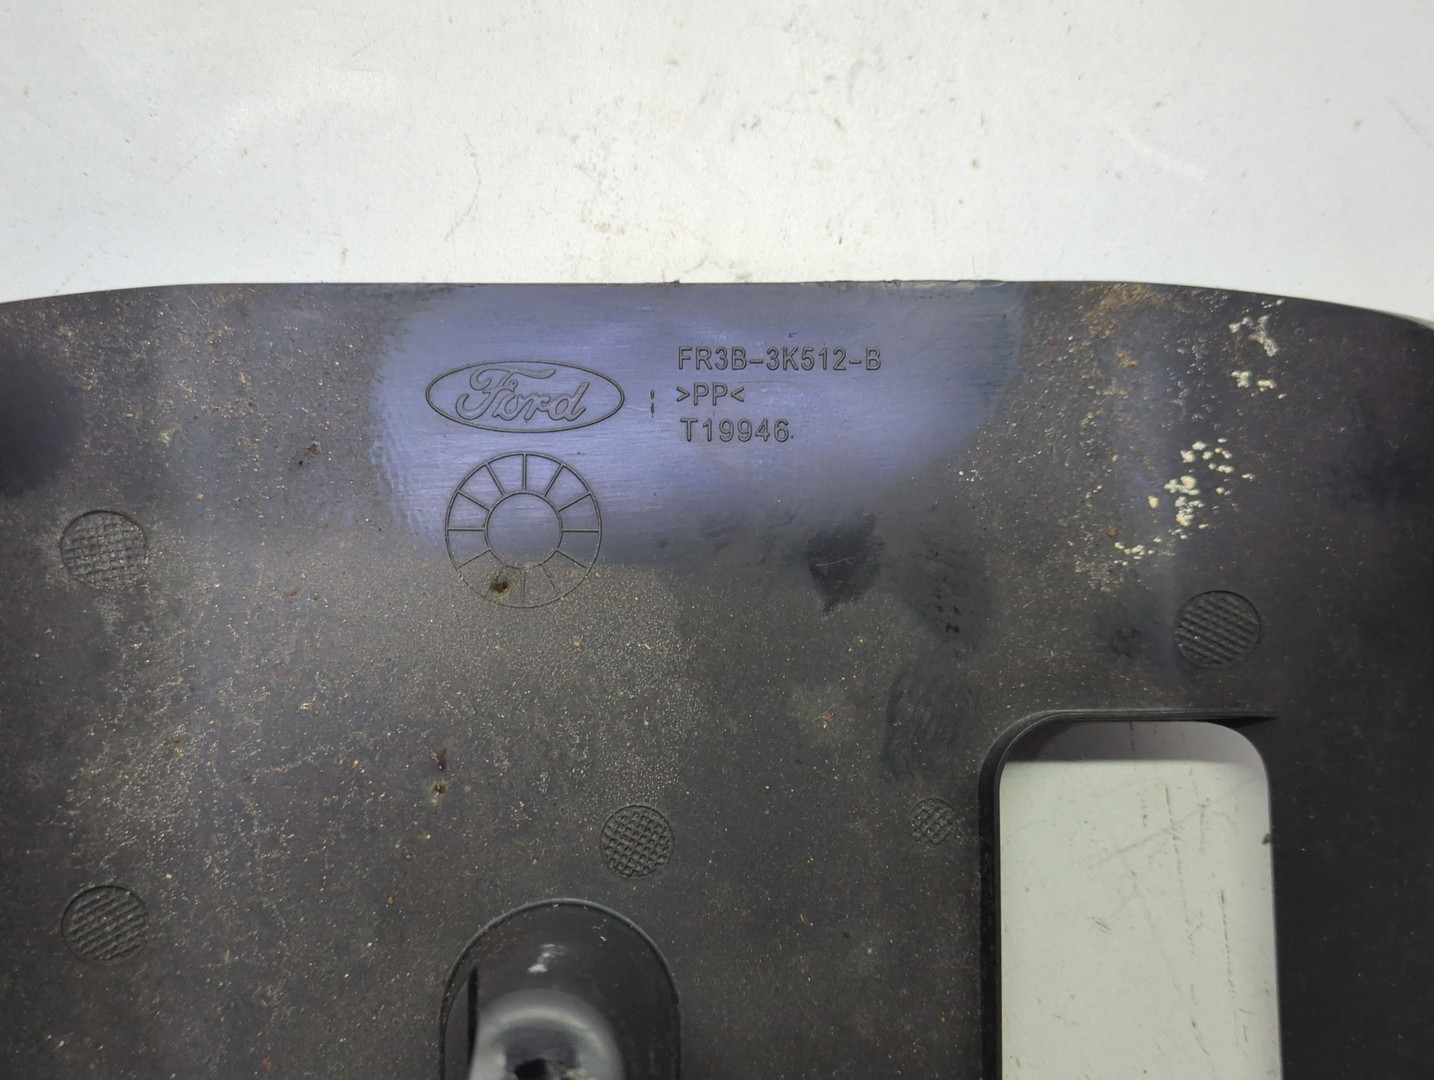 Ford
FR3B-3K512-B
>PP<
T19946